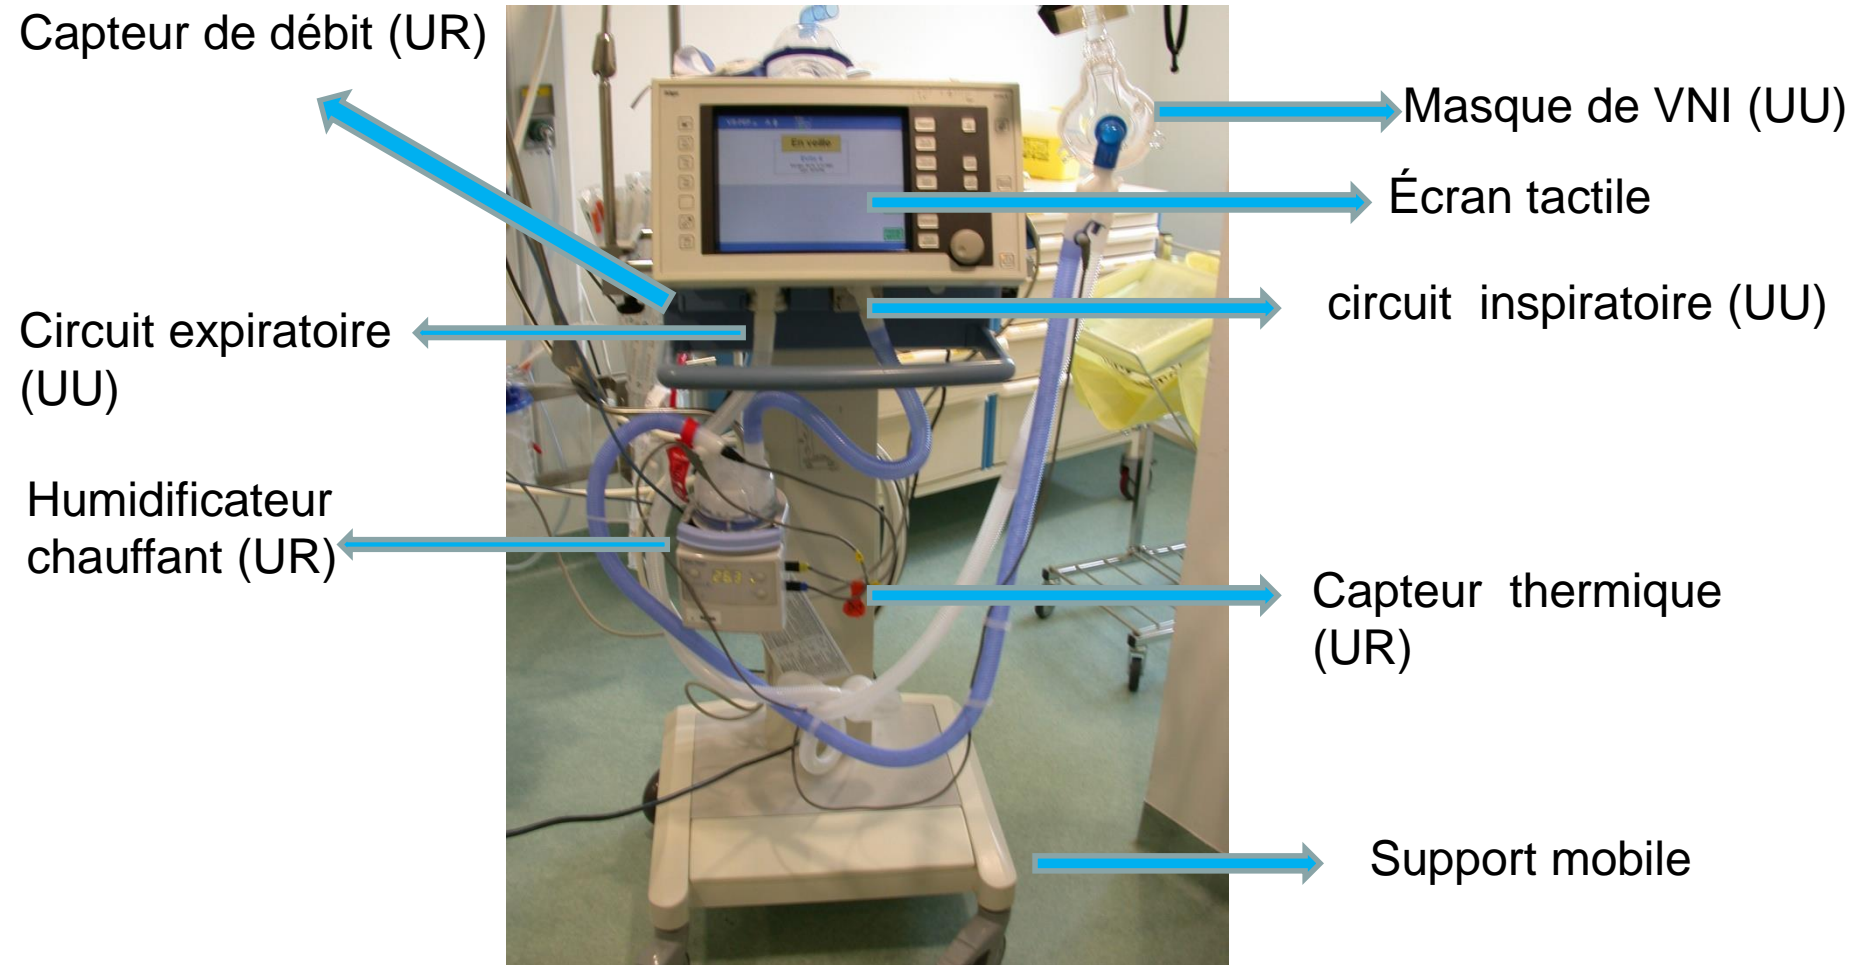 Capteur de débit (UR)
Masque de VNI (UU)
Écran tactile
circuit  inspiratoire (UU)
Circuit expiratoire
(UU)
Humidificateur
chauffant (UR)
Capteur  thermique
(UR)
Support mobile
En veille